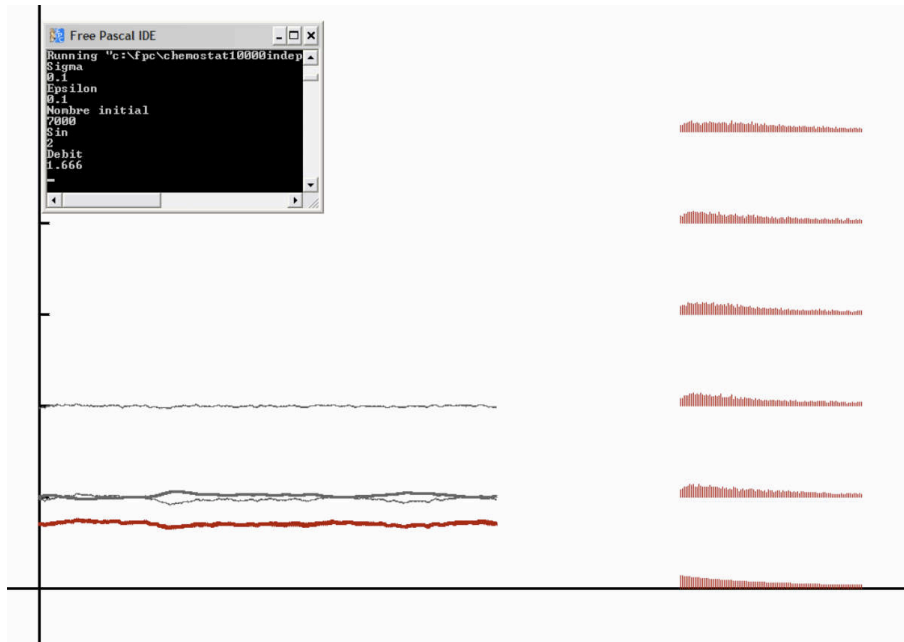 Free Pascal IDE
Running "c:\fpc\chemostat10000indep
Sigma
0.1
Epsilon
0.1
Nombre initial
7000
Sin
2
Debit
1.666